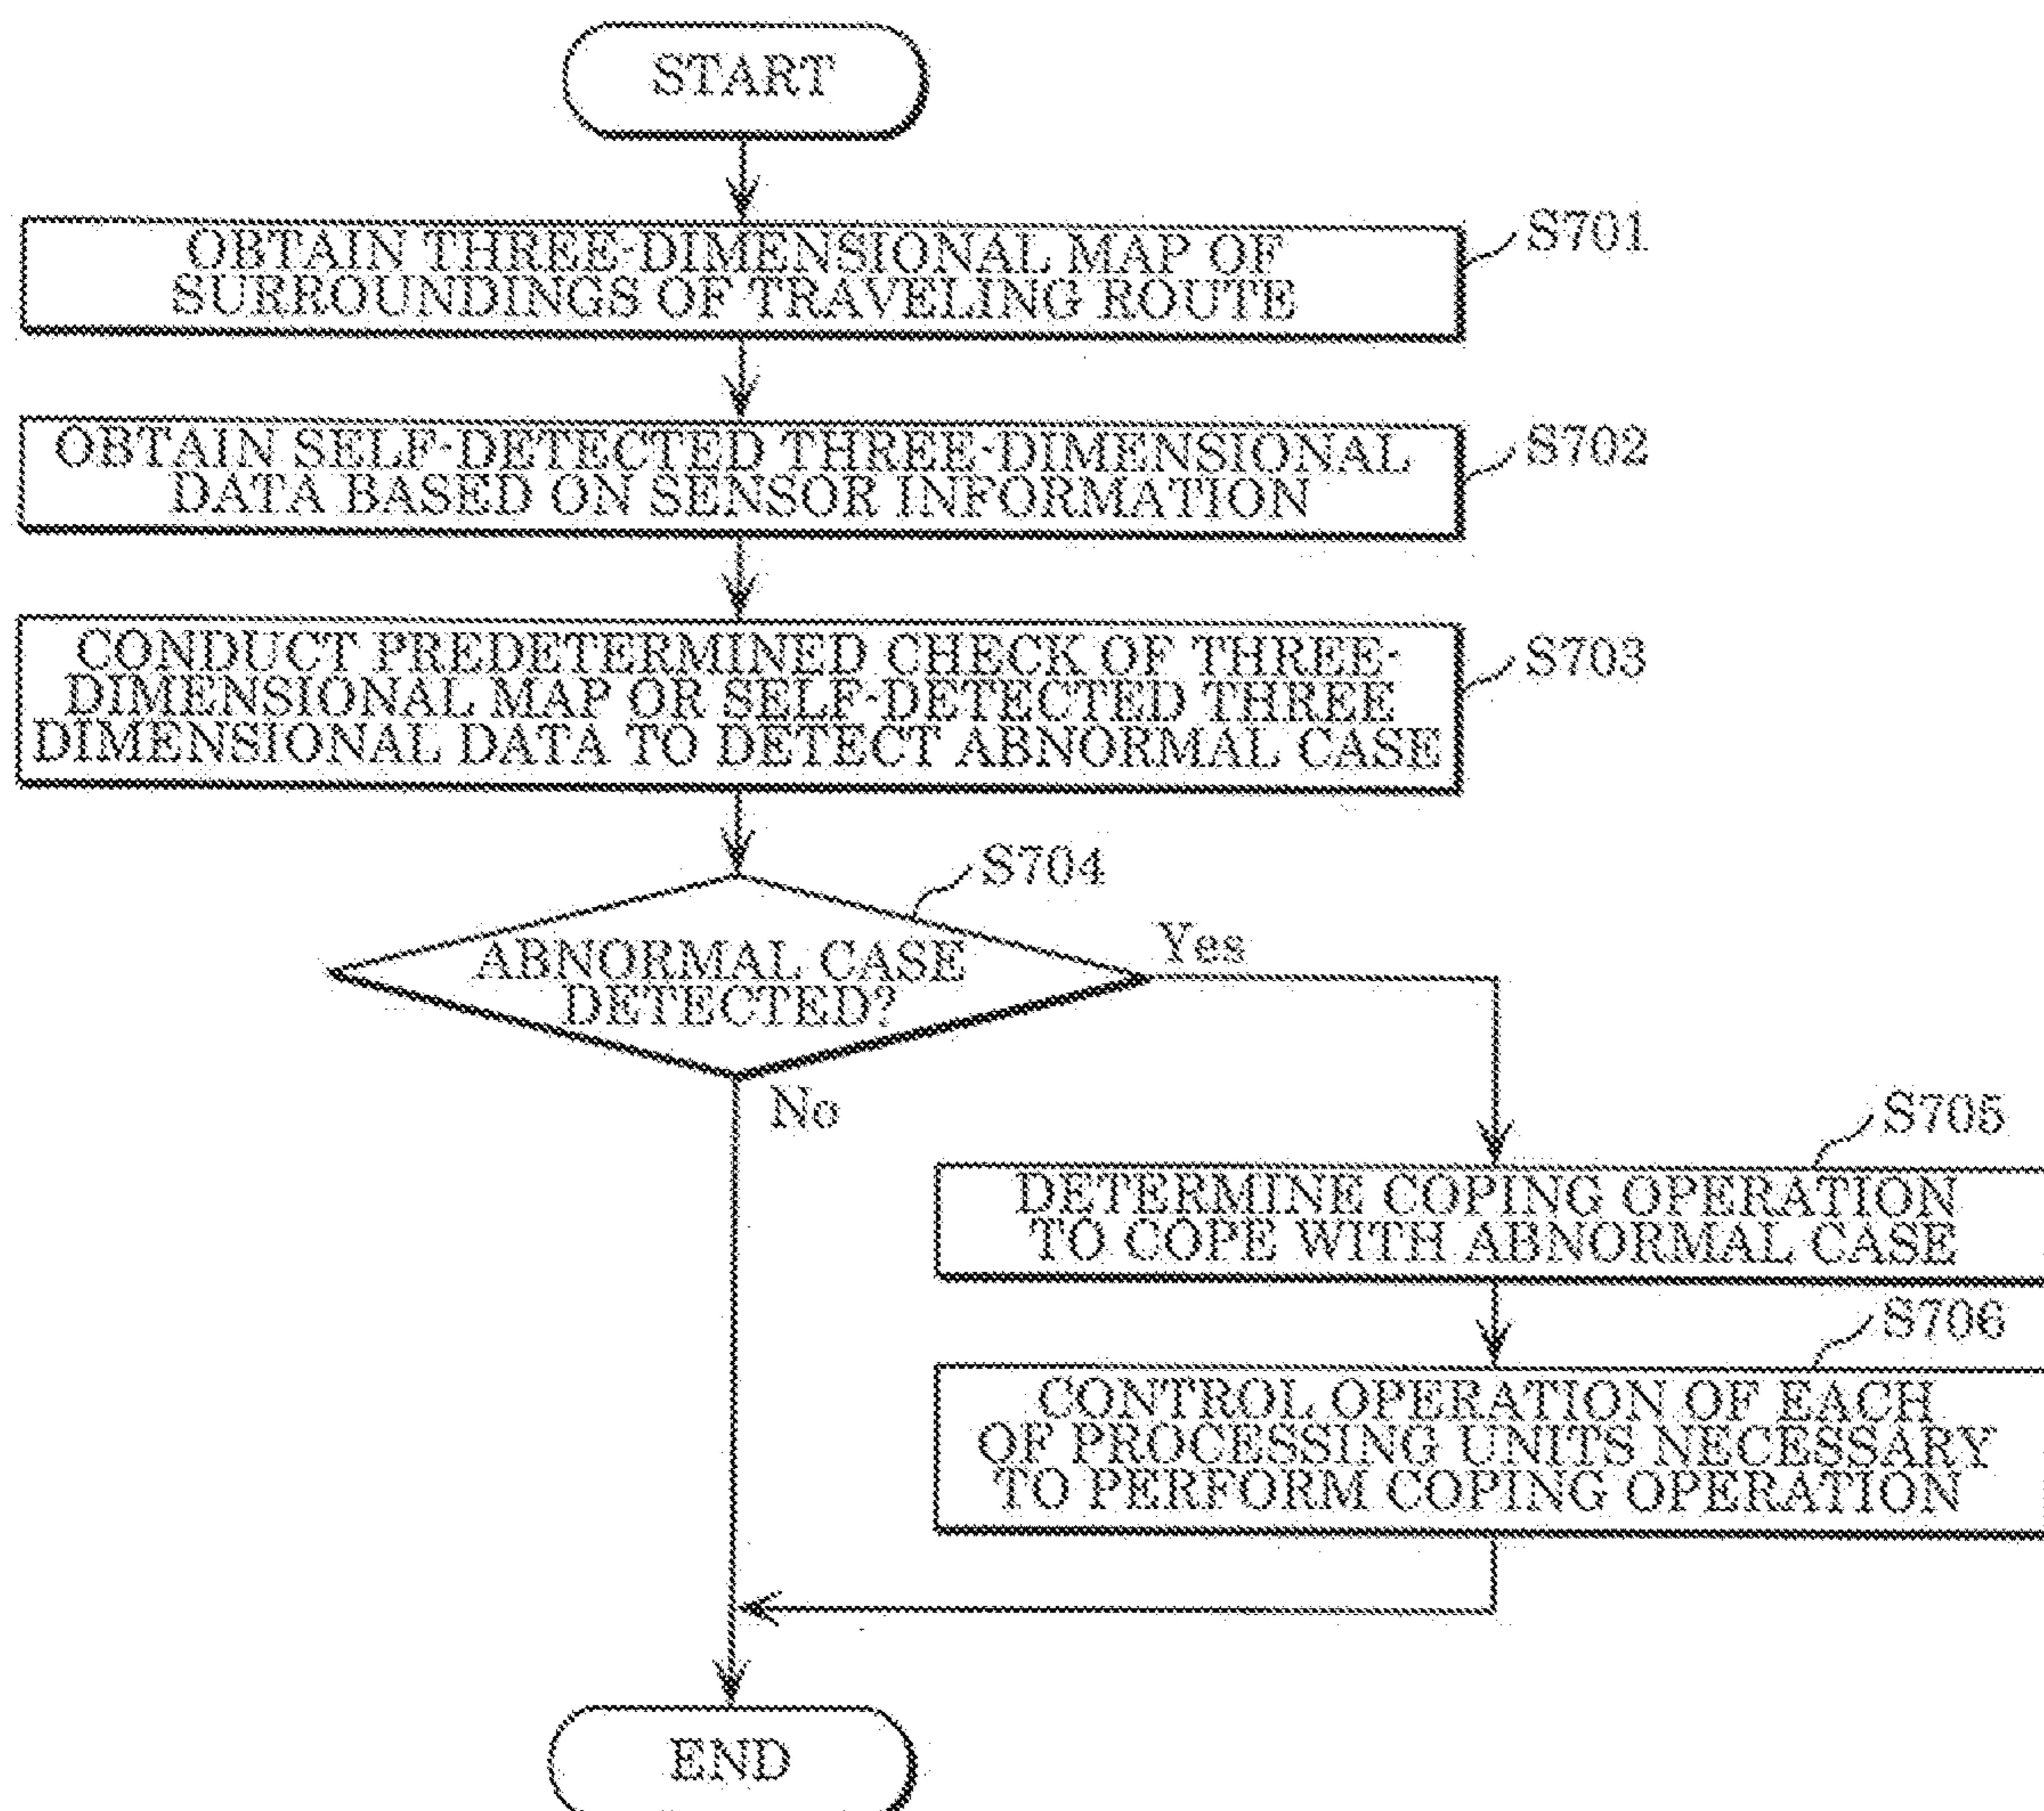 START
OBTAIN THREE-DIMENSIONAL MAP OF
SURROUNDINGS OF TRAVELING ROUTE
S701
OBTAIN SELF-DETECTED THREE-DIMENSIONAL
DATA BASED ON SENSOR INFORMATION
S702
CONDUCT PREDETERMINED CHECK OF THREE-
DIMENSIONAL MAP OR SELF-DETECTED THREE
DIMENSIONAL DATA TO DETECT ABNORMAL CASE
S703
S704
ABNORMAL CASE
DETECTED?
Yes
No
S705
DETERMINE COPING OPERATION
TO COPE WITH ABNORMAL CASE
S706
CONTROL OPERATION OF EACH
OF PROCESSING UNITS NECESSARY
TO PERFORM COPING OPERATION
END